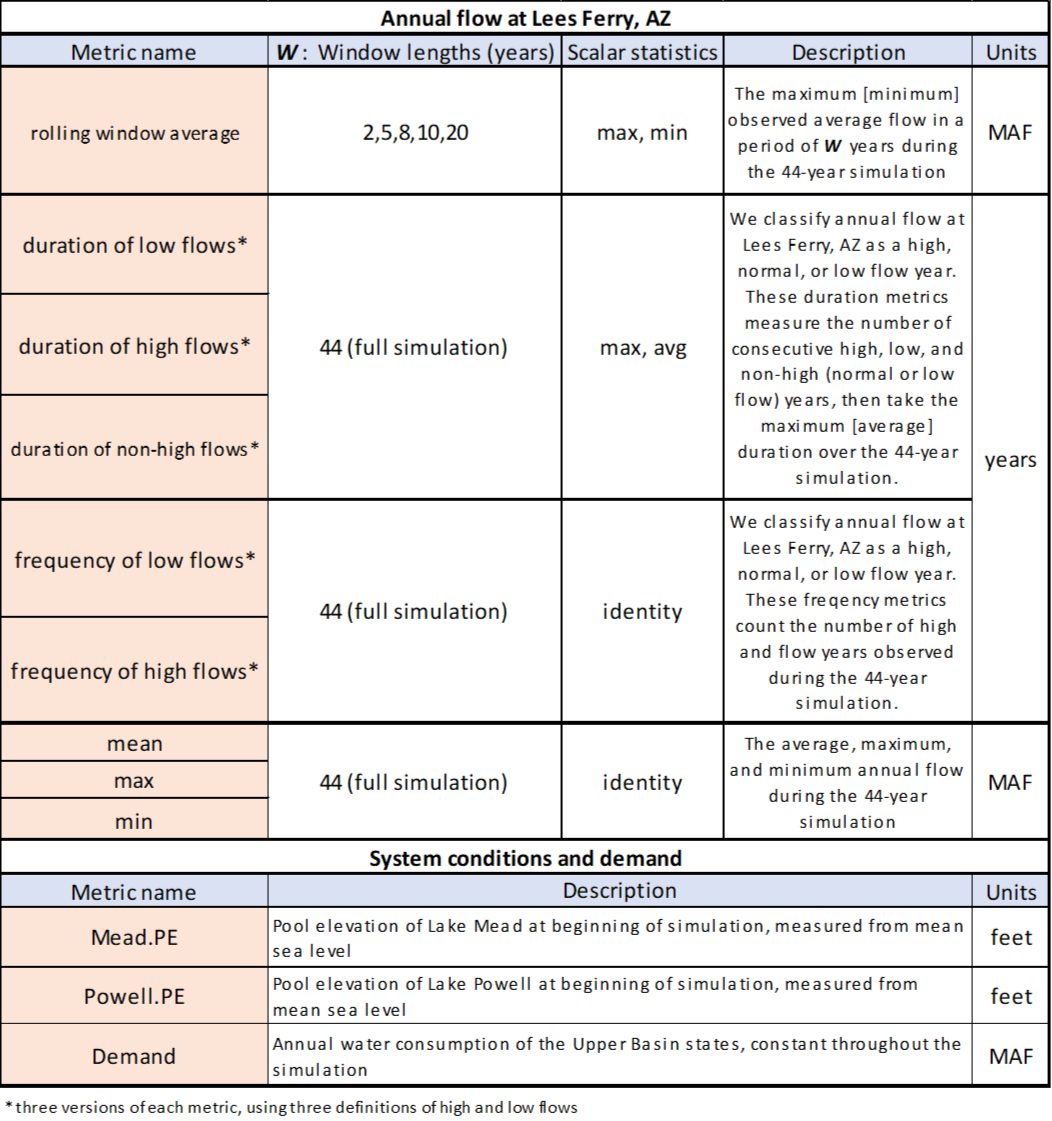 Annual flow at Lees Ferry, AZ
Metric name
W : Window lengths (years)
Scalar statistics
Description
Units
rolling window average
2,5,8,10,20
max, min
The maximum [minimum]
observed average flow in a
period of W years during
the 44-year simulation
MAF
duration of low flows*
duration of high flows*
duration of non-high flows*
44 (full simulation)
max, avg
We classify annual flow at
Lees Ferry, AZ as a high,
normal, or low flow year.
These duration metrics
measure the number of
consecutive high, low, and
non-high (normal or low
flow) years, then take the
maximum [average]
duration over the 44-year
simulation.
years
frequency of low flows*
frequency of high flows*
44 (full simulation)
identity
We classify annual flow at
Lees Ferry, AZ as a high,
normal, or low flow year.
These freqency metrics
count the number of high
and flow years observed
during the 44-year
simulation.
mean
max
min
44 (full simulation)
identity
The average, maximum,
and minimum annual flow
during the 44-year
simulation
MAF
System conditions and demand
Metric name
Description
Units
Mead.PE
Pool elevation of Lake Mead at beginning of simulation, measured from mean
sea level
feet
Powell.PE
Pool elevation of Lake Powell at beginning of simulation, measured from
mean sea level
feet
Demand
Annual water consumption of the Upper Basin states, constant throughout the
simulation
MAF
* three versions of each metric, using three definitions of high and low flows